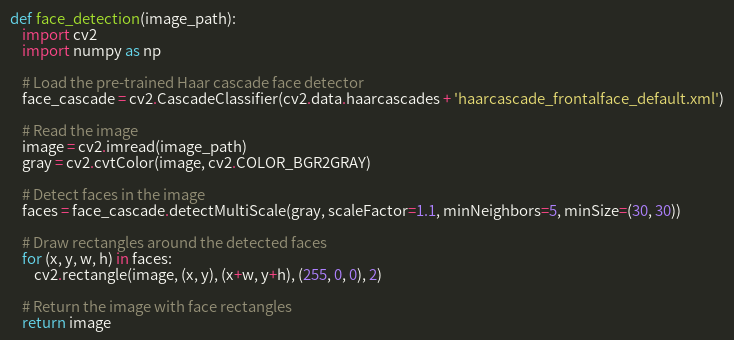 def face_detection(image_path):
    import cv2
    import numpy as np

    # Load the pre-trained Haar cascade face detector
    face_cascade = cv2.CascadeClassifier(cv2.data.haarcascades + 'haarcascade_frontalface_default.xml')

    # Read the image
    image = cv2.imread(image_path)
    gray = cv2.cvtColor(image, cv2.COLOR_BGR2GRAY)

    # Detect faces in the image
    faces = face_cascade.detectMultiScale(gray, scaleFactor=1.1, minNeighbors=5, minSize=(30, 30))

    # Draw rectangles around the detected faces
    for (x, y, w, h) in faces:
        cv2.rectangle(image, (x, y), (x+w, y+h), (255, 0, 0), 2)

    # Return the image with face rectangles
    return image